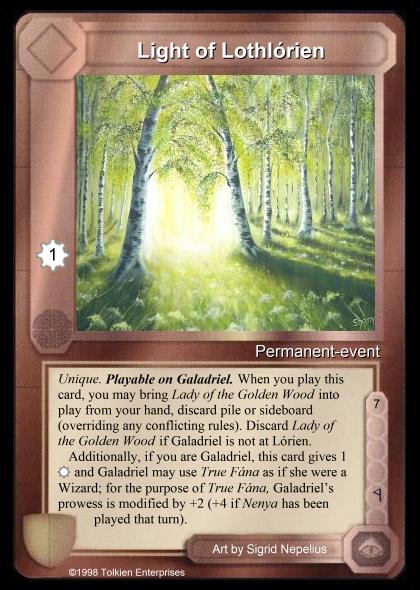 Light of Lothlórien
1
Permanent-event
Unique. Playable on Galadriel. When you play this
card, you may bring Lady of the Golden Wood into
play from your hand, discard pile or sideboard
(overriding any conflicting rules). Discard Lady of
the Golden Wood if Galadriel is not at Lórien.
Additionally, if you are Galadriel, this card gives 1
and Galadriel may use True Fána as if she were a
Wizard; for the purpose of True Fána, Galadriel's
prowess is modified by +2 (+4 if Nenya has been
played that turn).
7
Art by Sigrid Nepelius
©1998 Tolkien Enterprises